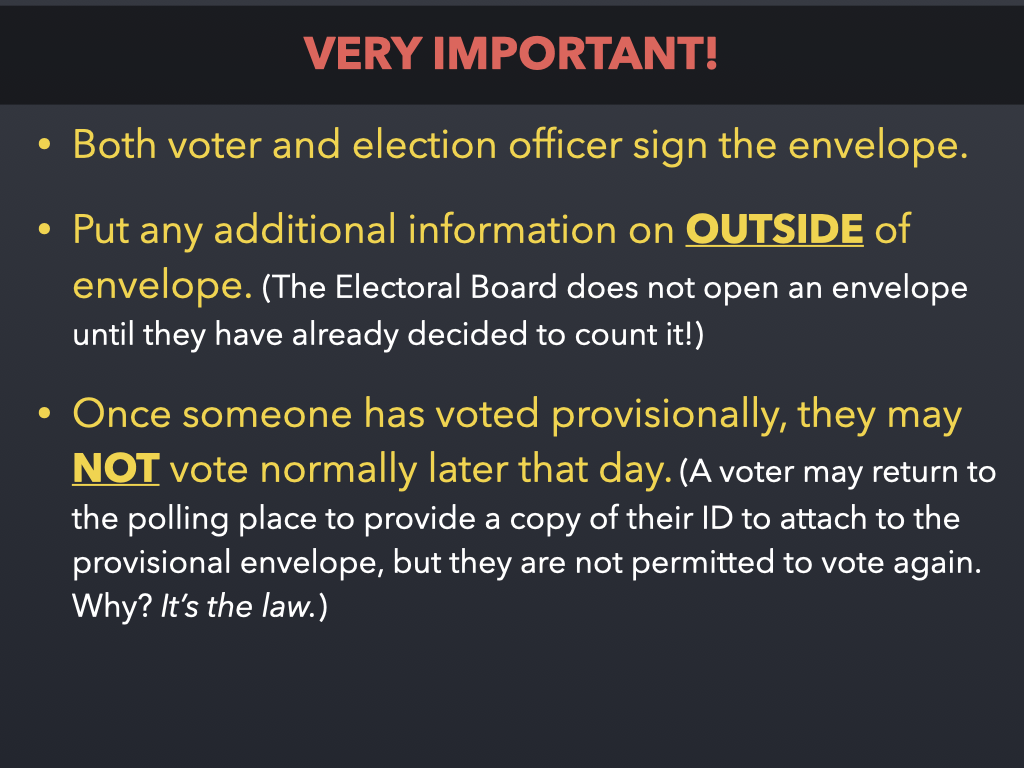 VERY IMPORTANT!
• Both voter and election officer sign the envelope.
• Put any additional information on OUTSIDE of
envelope. (The Electoral Board does not open an envelope
until they have already decided to count it!)
• Once someone has voted provisionally, they may
NOT vote normally later that day. (A voter may return to
the polling place to provide a copy of their ID to attach to the
provisional envelope, but they are not permitted to vote again.
Why? It’s the law.)